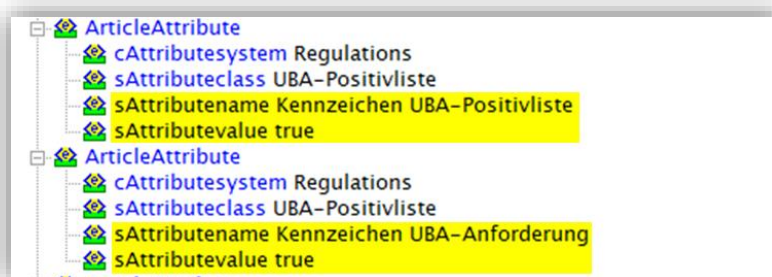 ArticleAttribute
cAttributesystem Regulations
sAttributeclass UBA-Positivliste
sAttributename Kennzeichen UBA-Positivliste
sAttributevalue true
ArticleAttribute
cAttributesystem Regulations
sAttributeclass UBA-Positivliste
sAttributename Kennzeichen UBA-Anforderung
sAttributevalue true